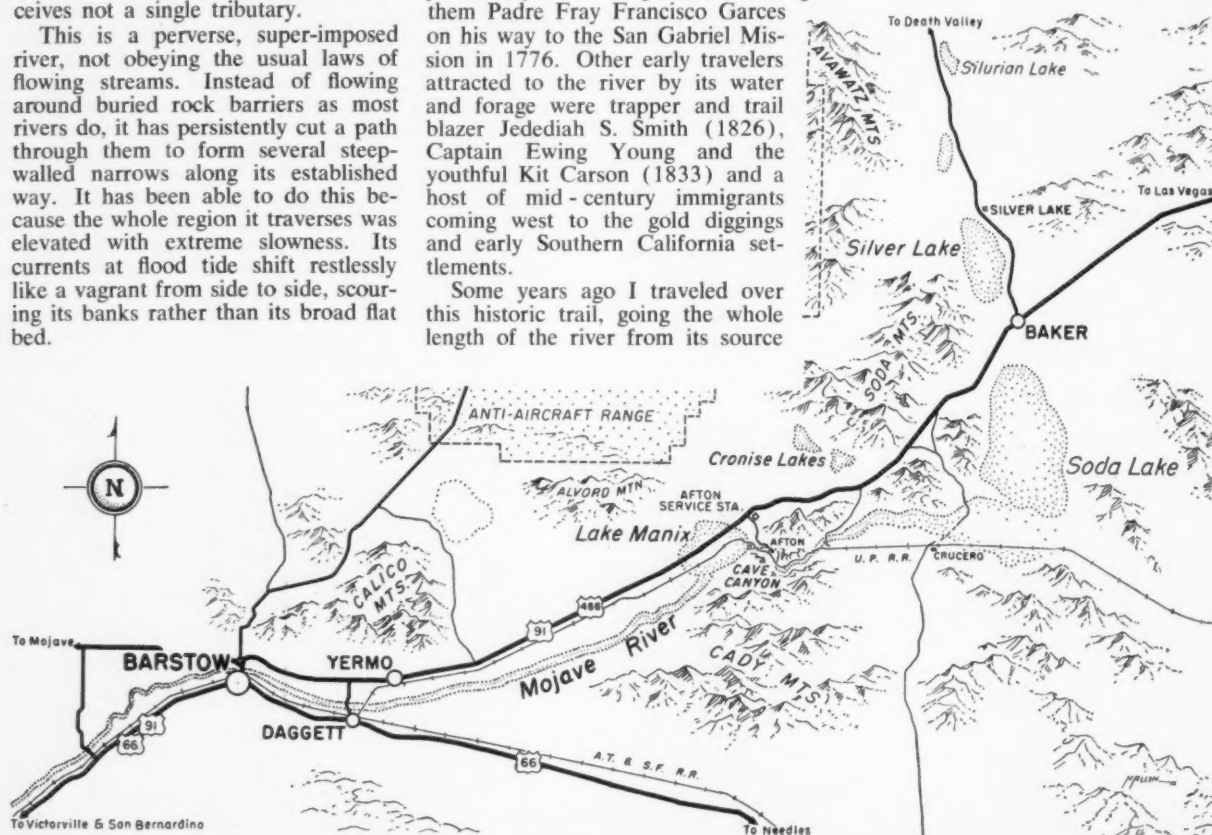 ceives not a single tributary.
This is a perverse, super-imposed
river, not obeying the usual laws of
flowing streams. Instead of flowing
around buried rock barriers as most
rivers do, it has persistently cut a path
through them to form several steep-
walled narrows along its established
way. It has been able to do this be-
cause the whole region it traverses was
elevated with extreme slowness. Its
currents at flood tide shift restlessly
like a vagrant from side to side, scour-
ing its banks rather than its broad flat
bed.
them Padre Fray Francisco Garces
on his way to the San Gabriel Mis-
sion in 1776. Other early travelers
attracted to the river by its water
and forage were trapper and trail
blazer Jedediah S. Smith (1826),
Captain Ewing Young and the
youthful Kit Carson (1833) and a
host of mid-century immigrants
coming west to the gold diggings
and early Southern California set-
tlements.
Some years ago I traveled over
this historic trail, going the whole
length of the river from its source
To Death Valley
Silurian Lake
AVAWATZ MTS
To Las Vegas
SILVER LAKE
Silver Lake
BAKER
SODA MTS.
ANTI-AIRCRAFT RANGE
Cronise Lakes
Soda Lake
N
ALVORD MTN
AFTON
SERVICE STA.
Lake Manix
AFTON
CAVE
CANYON
U.P. R.R.
CRUCERO
CALICO
MTS.
466
91
To Mojave
BARSTOW
YERMO
Mojave River
CADY MTS
DAGGETT
91
66
66
A.T. & S.F. R.R.
To Victorville & San Bernardino
To Needles